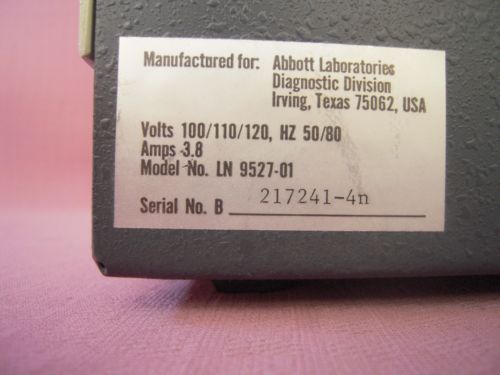 Manufactured for: Abbott Laboratories
Diagnostic Division
Irving, Texas 75062, USA
Volts 100/110/120, HZ 50/80
Amps 3.8
Model No. LN 9527-01
Serial No. B 217241-4n